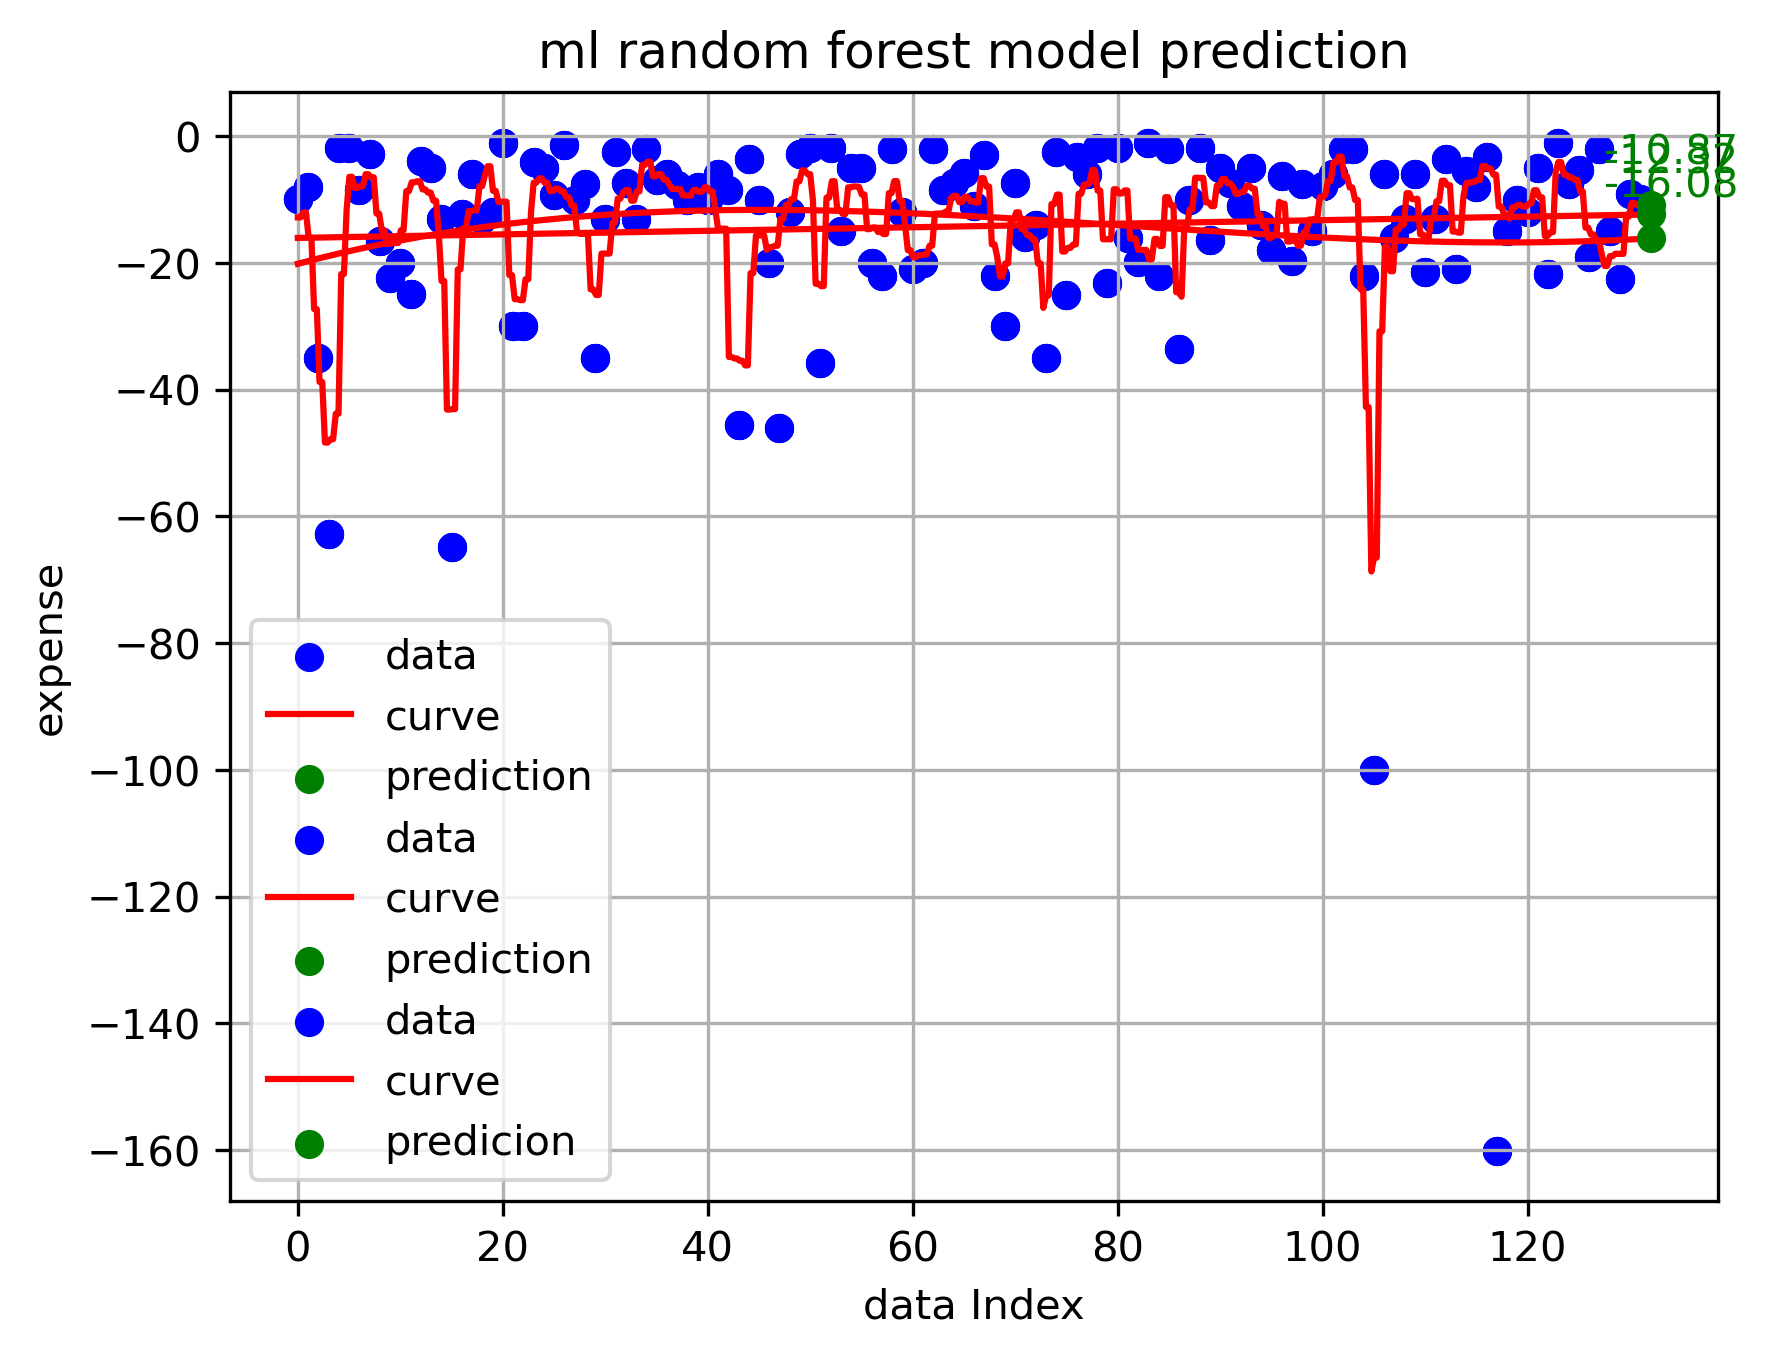 ml random forest model prediction
0
−20
−40
−60
−80
−100
−120
−140
−160
expense
-10.87
-16.08
data
curve
prediction
data
curve
prediction
data
curve
predicion
0
20
40
60
80
100
120
data Index